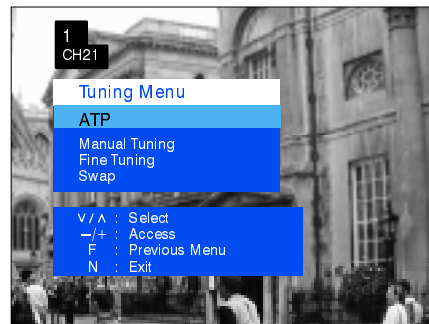 1
CH21
Tuning Menu
ATP
Manual Tuning
Fine Tuning
Swap
∨/∧ : Select
–/+ : Access
F : Previous Menu
N : Exit